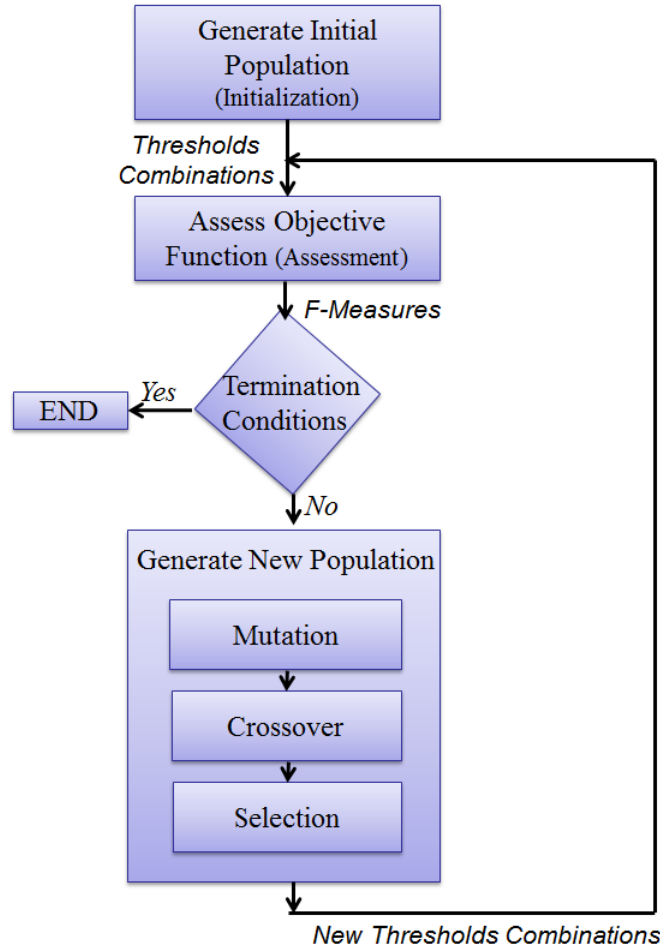 Generate Initial
Population
(Initialization)
Thresholds
Combinations
Assess Objective
Function (Assessment)
F-Measures
Termination
Conditions
Yes
END
No
Generate New Population
Mutation
Crossover
Selection
New Thresholds Combinations